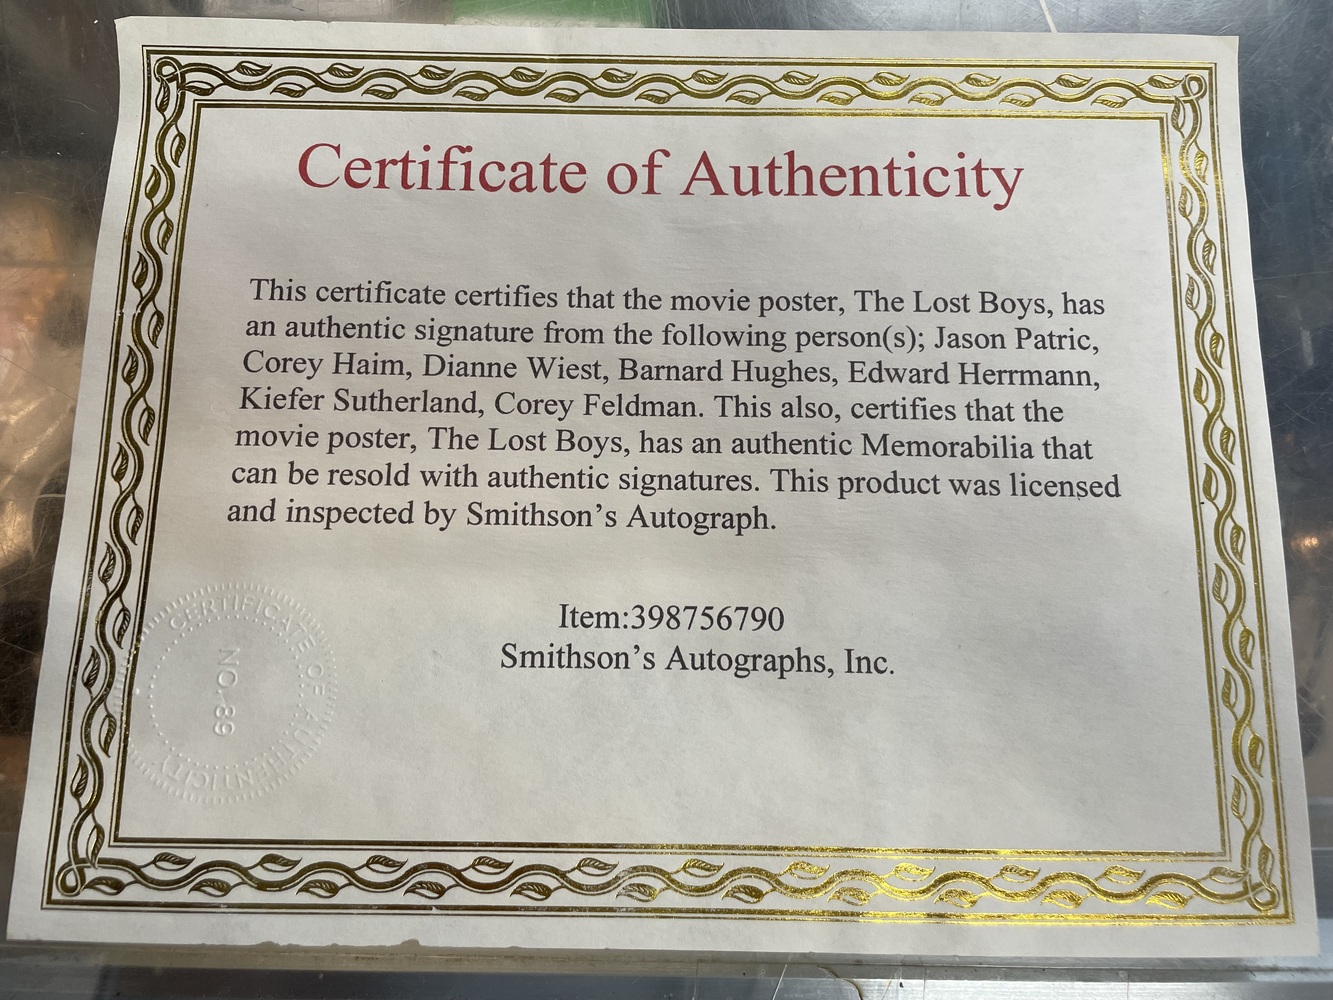 Certificate of Authenticity
This certificate certifies that the movie poster, The Lost Boys, has
an authentic signature from the following person(s); Jason Patric,
Corey Haim, Dianne Wiest, Barnard Hughes, Edward Herrmann,
Kiefer Sutherland, Corey Feldman. This also, certifies that the
movie poster, The Lost Boys, has an authentic Memorabilia that
can be resold with authentic signatures. This product was licensed
and inspected by Smithson's Autograph.
Item:398756790
Smithson's Autographs, Inc.
CERTIFICATE OF AUTHENTICITY
NO.89